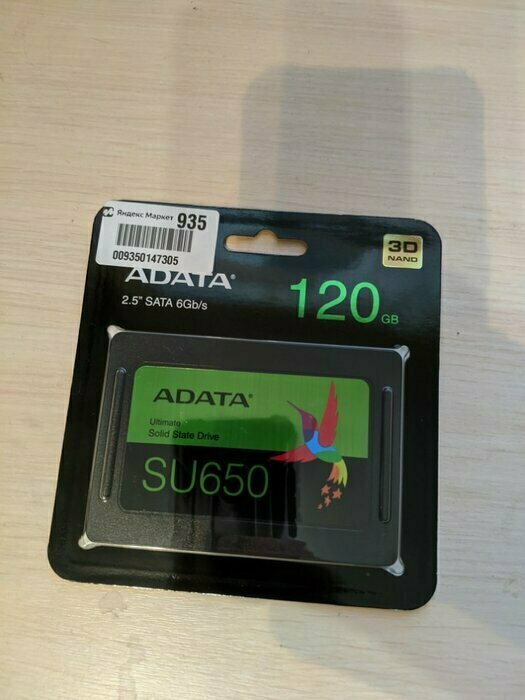 Яндекс Маркет 935
009350147305
ADATA®
2.5" SATA 6Gb/s
120 GB
3D
NAND
ADATA®
Ultimate
Solid State Drive
SU650